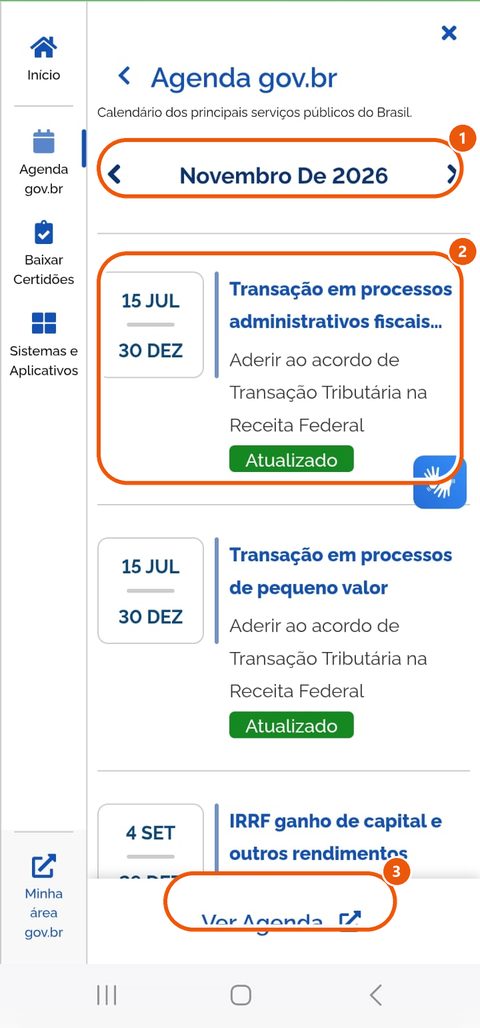 Início
Agenda
gov.br
Baixar
Certidões
Sistemas e
Aplicativos
Minha
área
gov.br
Agenda gov.br
Calendário dos principais serviços públicos do Brasil.
1
Novembro De 2026
2
15 JUL
30 DEZ
Transação em processos
administrativos fiscais...
Aderir ao acordo de
Transação Tributária na
Receita Federal
Atualizado
15 JUL
30 DEZ
Transação em processos
de pequeno valor
Aderir ao acordo de
Transação Tributária na
Receita Federal
Atualizado
4 SET
IRRF ganho de capital e
outros rendimentos
3
Ver Agenda